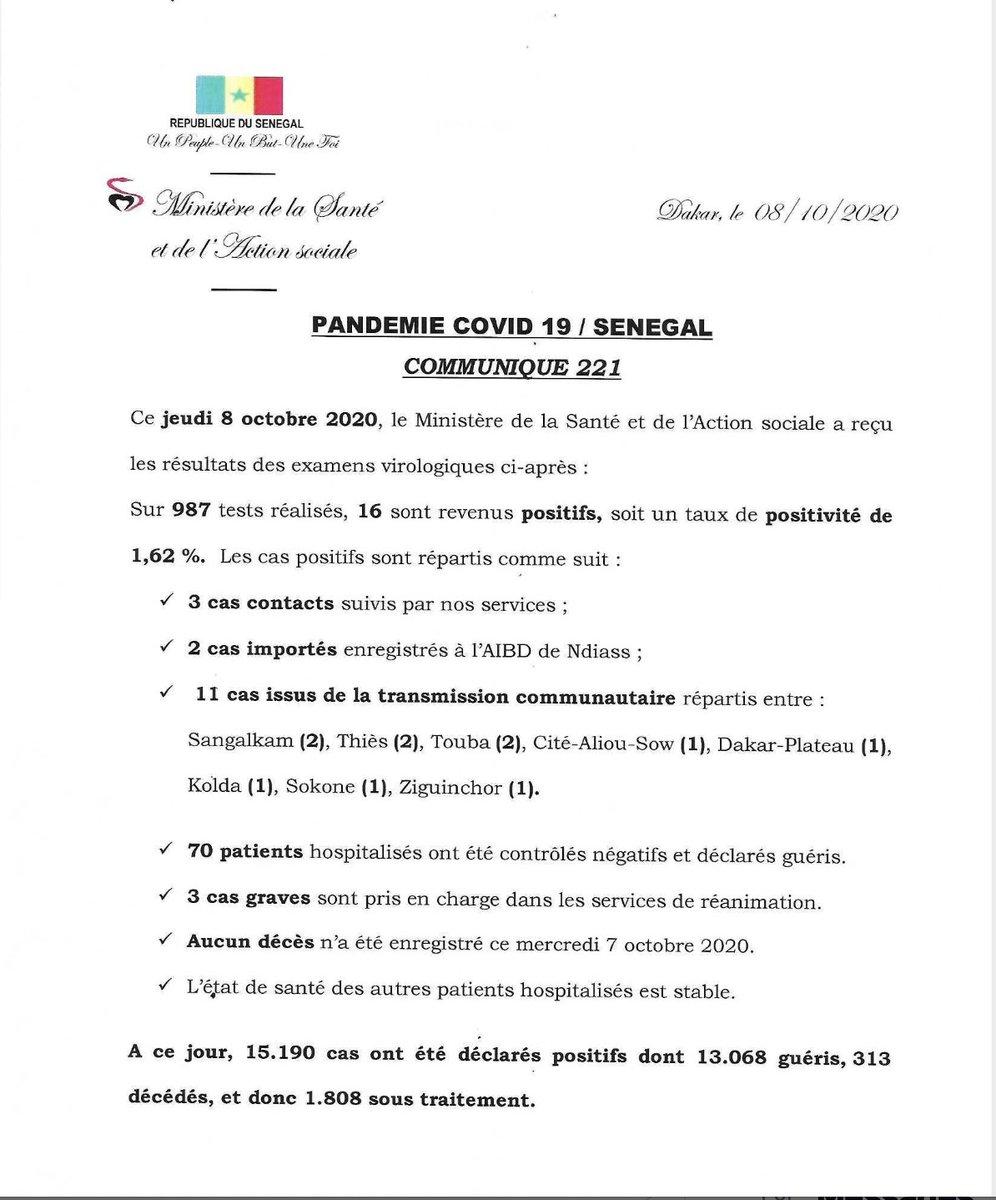 REPUBLIQUE DU SENEGAL
Un Peuple-Un But-Une Foi
Ministère de la Santé
et de l'Action sociale
Dakar, le 08/10/2020
PANDEMIE COVID 19 / SENEGAL
COMMUNIQUE 221
Ce jeudi 8 octobre 2020, le Ministère de la Santé et de l'Action sociale a reçu
les résultats des examens virologiques ci-après :
Sur 987 tests réalisés, 16 sont revenus positifs, soit un taux de positivité de
1,62 %. Les cas positifs sont répartis comme suit :
✓ 3 cas contacts suivis par nos services ;
✓ 2 cas importés enregistrés à l'AIBD de Ndiass ;
✓ 11 cas issus de la transmission communautaire répartis entre :
Sangalkam (2), Thiès (2), Touba (2), Cité-Aliou-Sow (1), Dakar-Plateau (1),
Kolda (1), Sokone (1), Ziguinchor (1).
✓ 70 patients hospitalisés ont été contrôlés négatifs et déclarés guéris.
✓ 3 cas graves sont pris en charge dans les services de réanimation.
✓ Aucun décès n'a été enregistré ce mercredi 7 octobre 2020.
✓ L'état de santé des autres patients hospitalisés est stable.
A ce jour, 15.190 cas ont été déclarés positifs dont 13.068 guéris, 313
décédés, et donc 1.808 sous traitement.